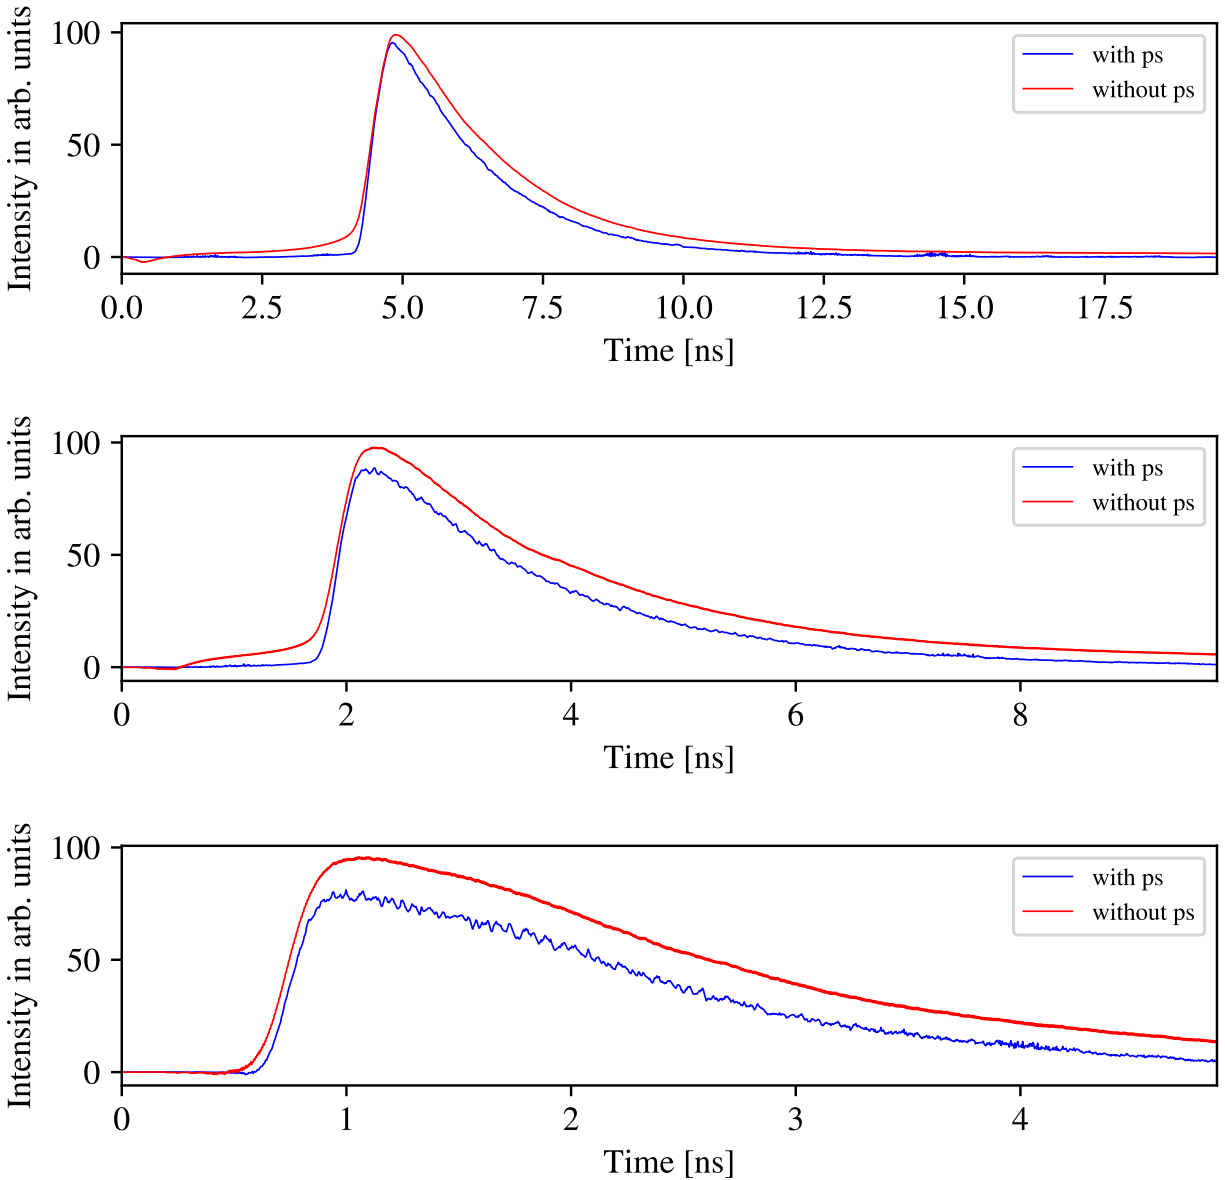 Intensity in arb. units
100
50
0
with ps
without ps
0.0 2.5 5.0 7.5 10.0 12.5 15.0 17.5
Time [ns]
Intensity in arb. units
100
50
0
with ps
without ps
0 2 4 6 8
Time [ns]
Intensity in arb. units
100
50
0
with ps
without ps
0 1 2 3 4
Time [ns]